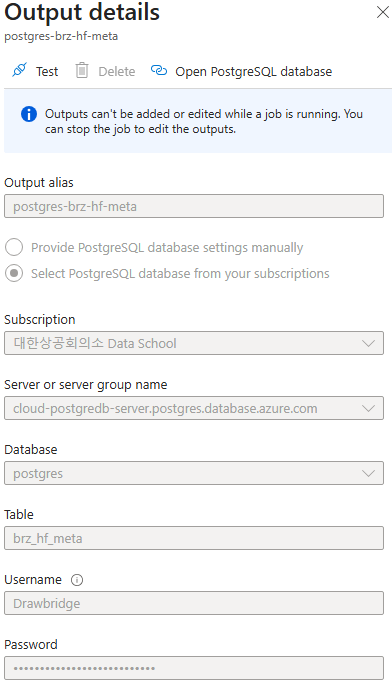 Output details
postgres-brz-hf-meta
Test Delete Open PostgreSQL database
Outputs can't be added or edited while a job is running. You
can stop the job to edit the outputs.
Output alias
postgres-brz-hf-meta
Provide PostgreSQL database settings manually
Select PostgreSQL database from your subscriptions
Subscription
대한상공회의소 Data School
Server or server group name
cloud-postgredb-server.postgres.database.azure.com
Database
postgres
Table
brz_hf_meta
Username
Drawbridge
Password
•••••••••••••••••••••••••••